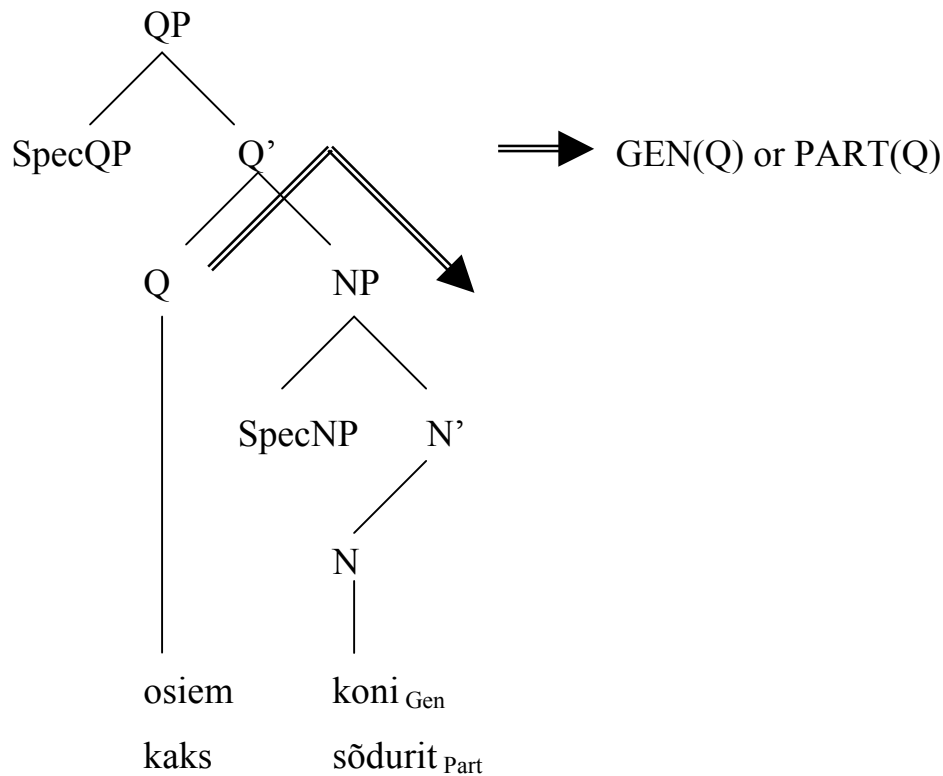 QP
SpecQP Q’ GEN(Q) or PART(Q)
Q NP
SpecNP N’
N
osiem koni Gen
kaks sõdurit Part